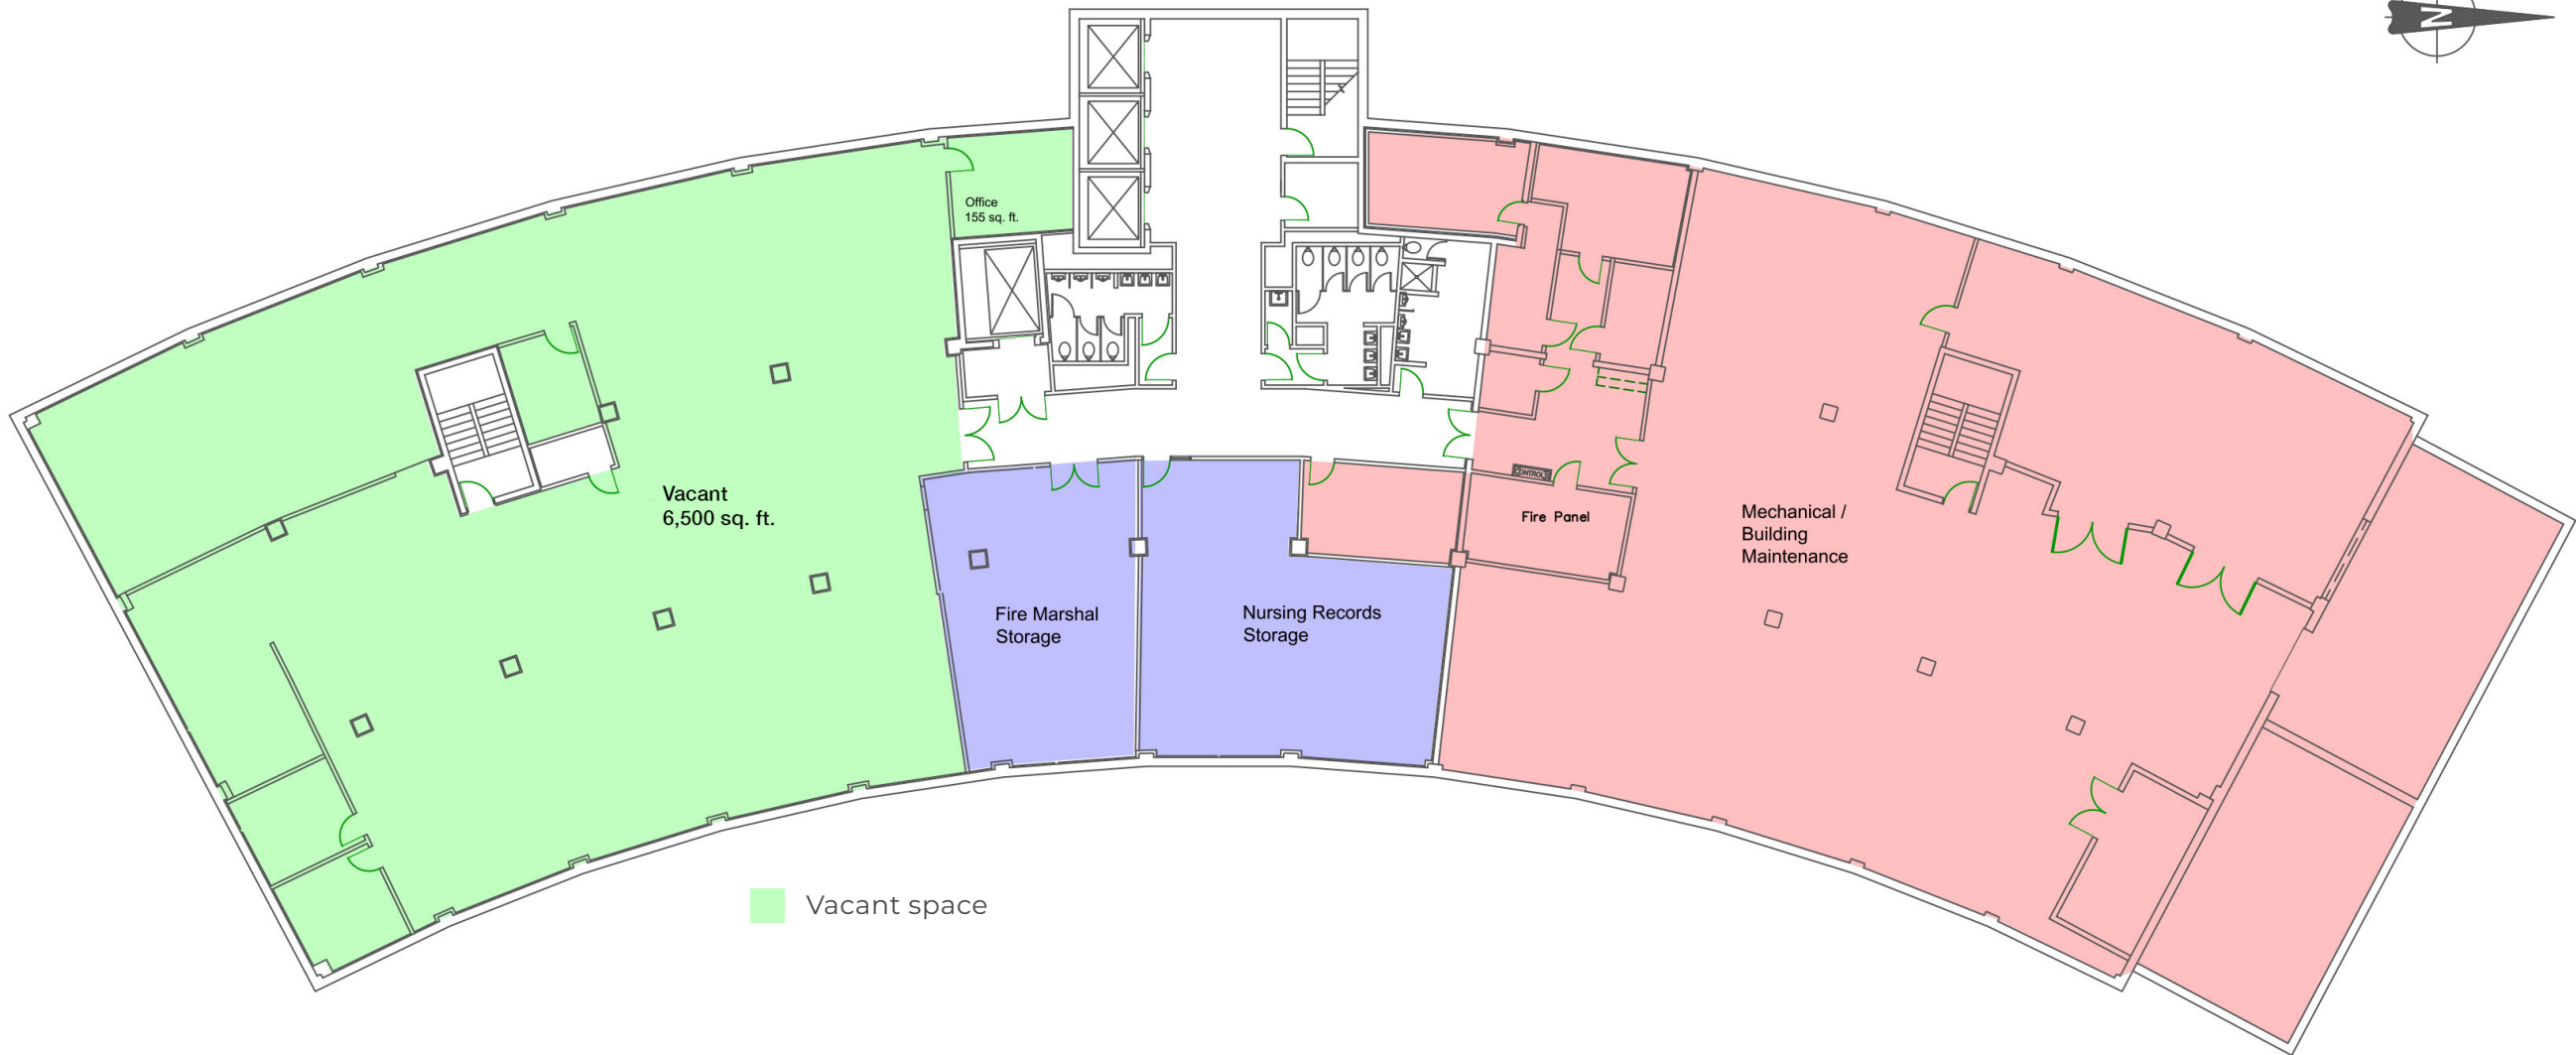 N
Office
155 sq. ft.
Vacant
6,500 sq. ft.
CONTROLS
Fire Panel
Mechanical /
Building
Maintenance
Fire Marshal
Storage
Nursing Records
Storage
Vacant space